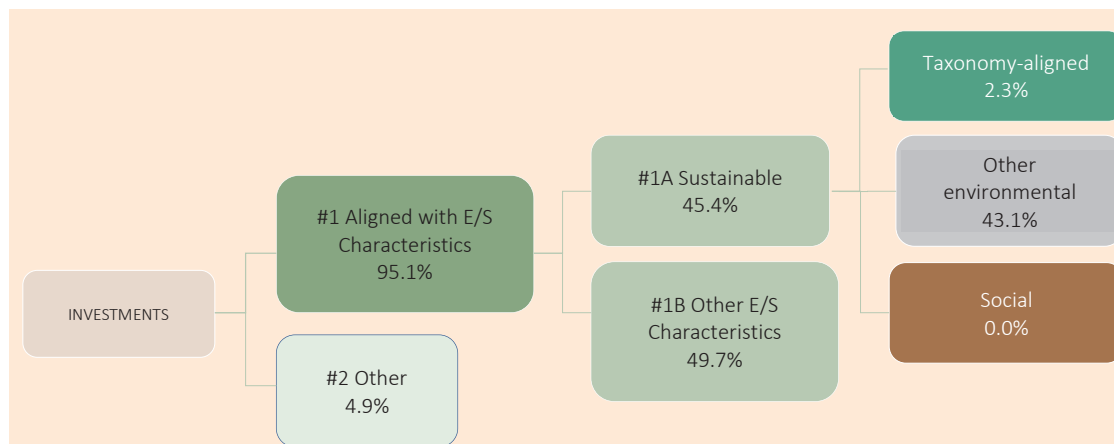 INVESTMENTS
#1 Aligned with E/S
Characteristics
95.1%
#2 Other
4.9%
#1A Sustainable
45.4%
#1B Other E/S
Characteristics
49.7%
Taxonomy-aligned
2.3%
Other
environmental
43.1%
Social
0.0%